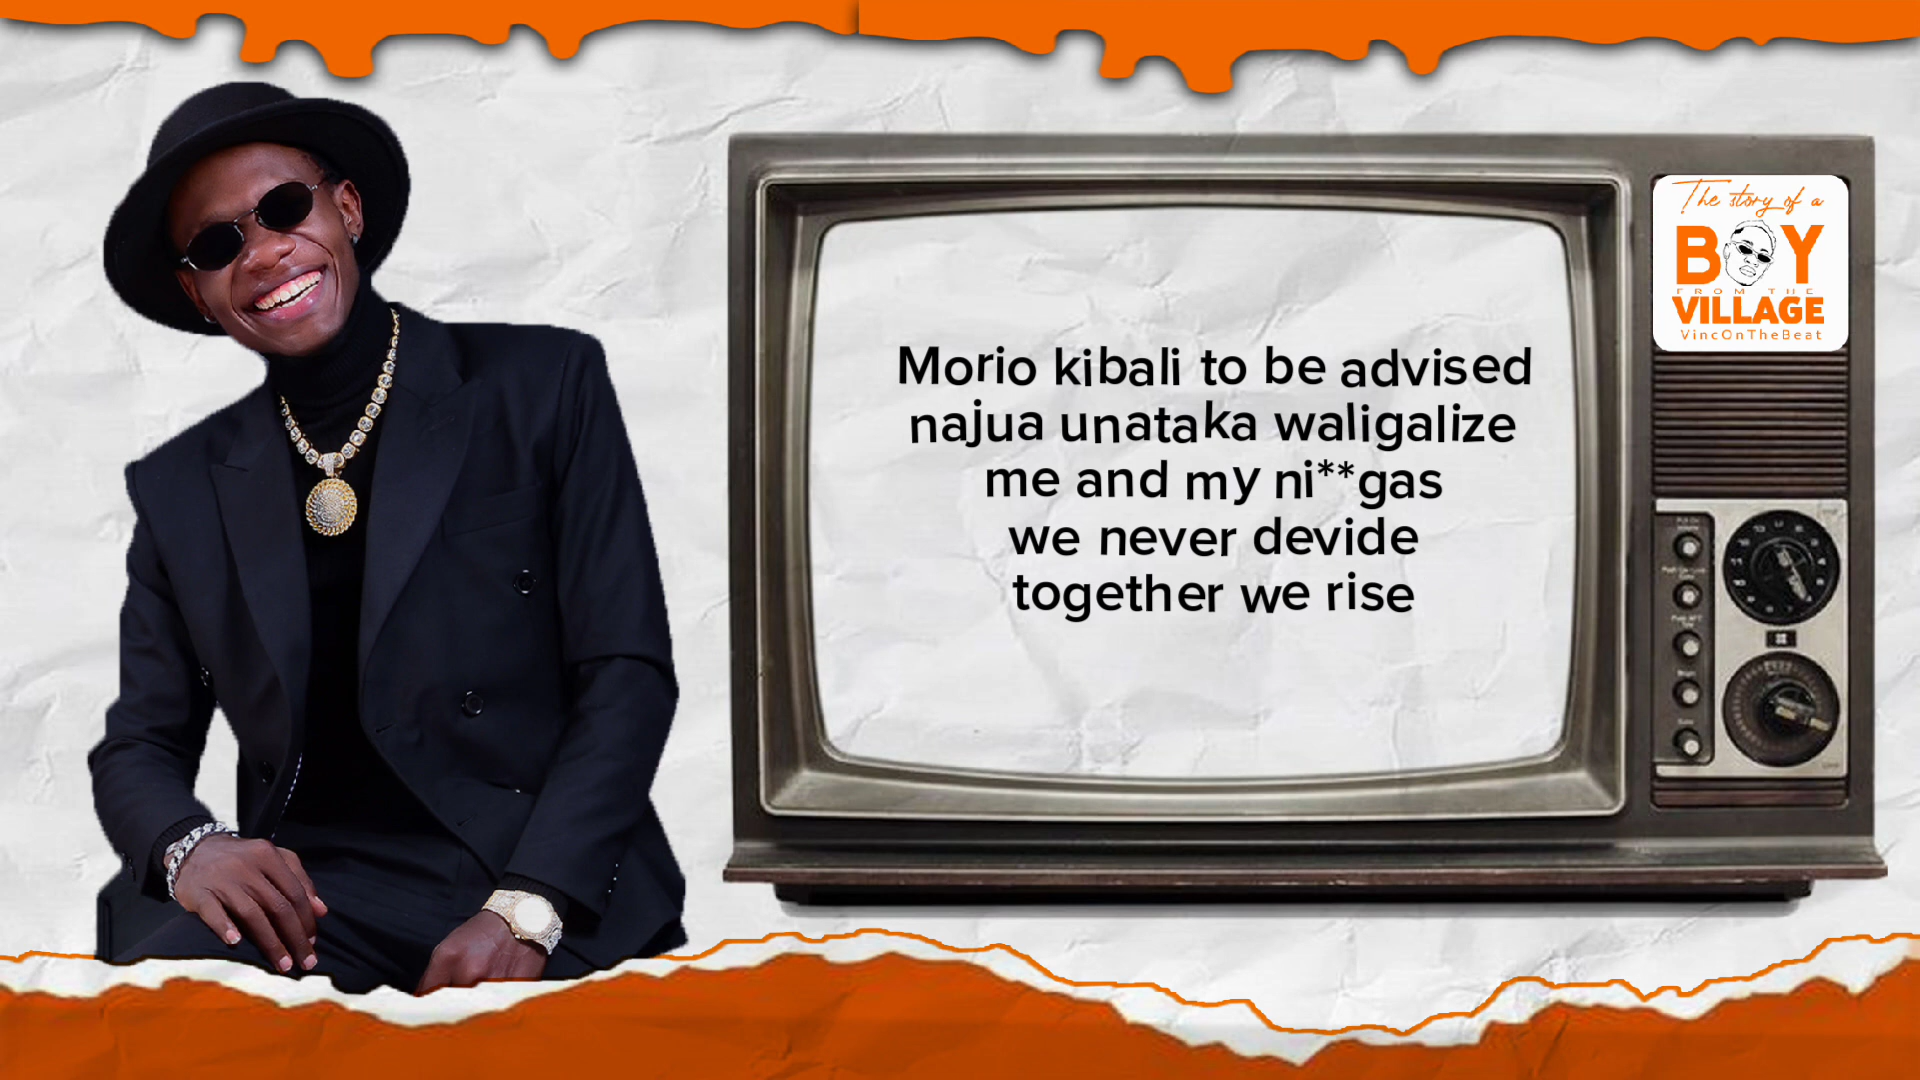 The story of a
BOY
FROM THE
VILLAGE
VincOnTheBeat
Morio kibali to be advised
najua unataka waligalize
me and my ni**gas
we never devide
together we rise